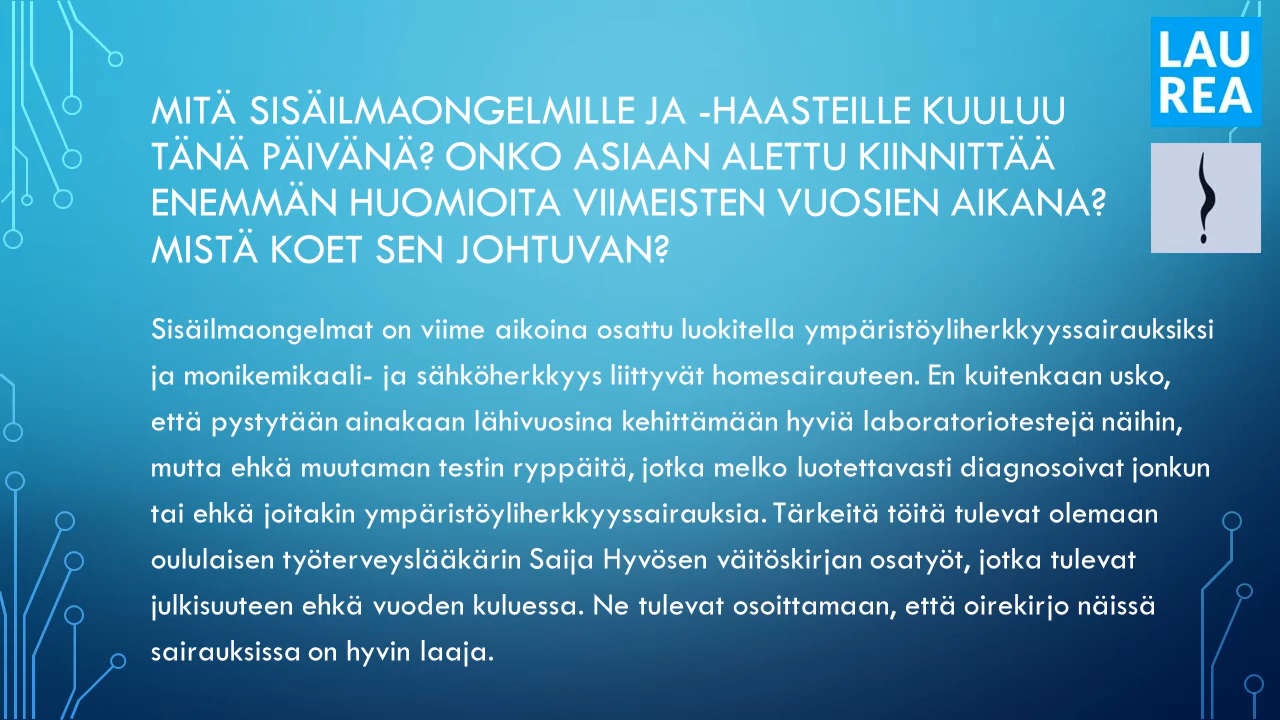 LAU
REA
MITÄ SISÄILMAONGELMILLE JA -HAASTEILLE KUULUU
TÄNÄ PÄIVÄNÄ? ONKO ASIAAN ALETTU KIINNITTÄÄ
ENEMMÄN HUOMIOITA VIIMEISTEN VUOSIEN AIKANA?
MISTÄ KOET SEN JOHTUVAN?
Sisäilmaongelmat on viime aikoina osattu luokitella ympäristöyliherkkyyssairauksiksi
ja monikemikaali- ja sähköherkkyys liittyvät homesairauteen. En kuitenkaan usko,
että pystytään ainakaan lähivuosina kehittämään hyviä laboratoriotestejä näihin,
mutta ehkä muutaman testin ryppäitä, jotka melko luotettavasti diagnosoivat jonkun
tai ehkä joitakin ympäristöyliherkkyyssairauksia. Tärkeitä töitä tulevat olemaan
oululaisen työterveyslääkärin Saija Hyvösen väitöskirjan osatyöt, jotka tulevat
julkisuuteen ehkä vuoden kuluessa. Ne tulevat osoittamaan, että oirekirjo näissä
sairauksissa on hyvin laaja.